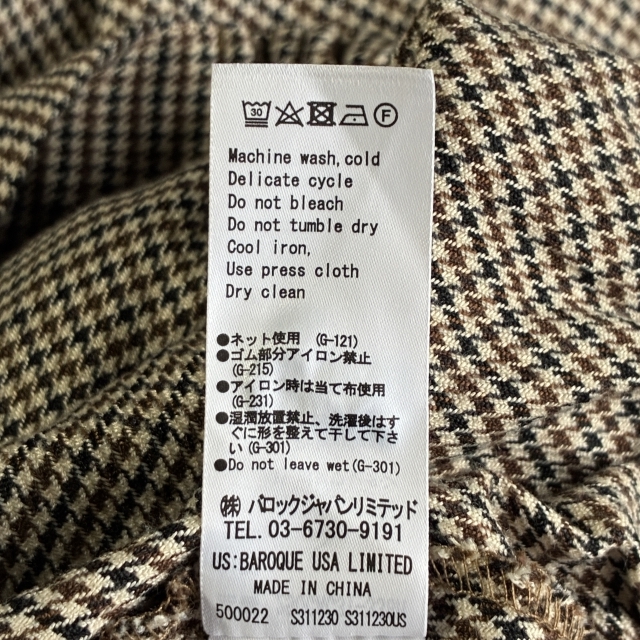 30 F
Machine wash,cold
Delicate cycle
Do not bleach
Do not tumble dry
Cool iron,
Use press cloth
Dry clean
●ネット使用 (G-121)
●ゴム部分アイロン禁止
(G-215)
●アイロン時は当て布使用
(G-231)
●湿潤放置禁止、洗濯後はす
ぐに形を整えて干して下さ
い(G-301)
●Do not leave wet(G-301)
㈱ バロックジャパンリミテッド
TEL. 03-6730-9191
US:BAROQUE USA LIMITED
MADE IN CHINA
500022 S311230 S311230US